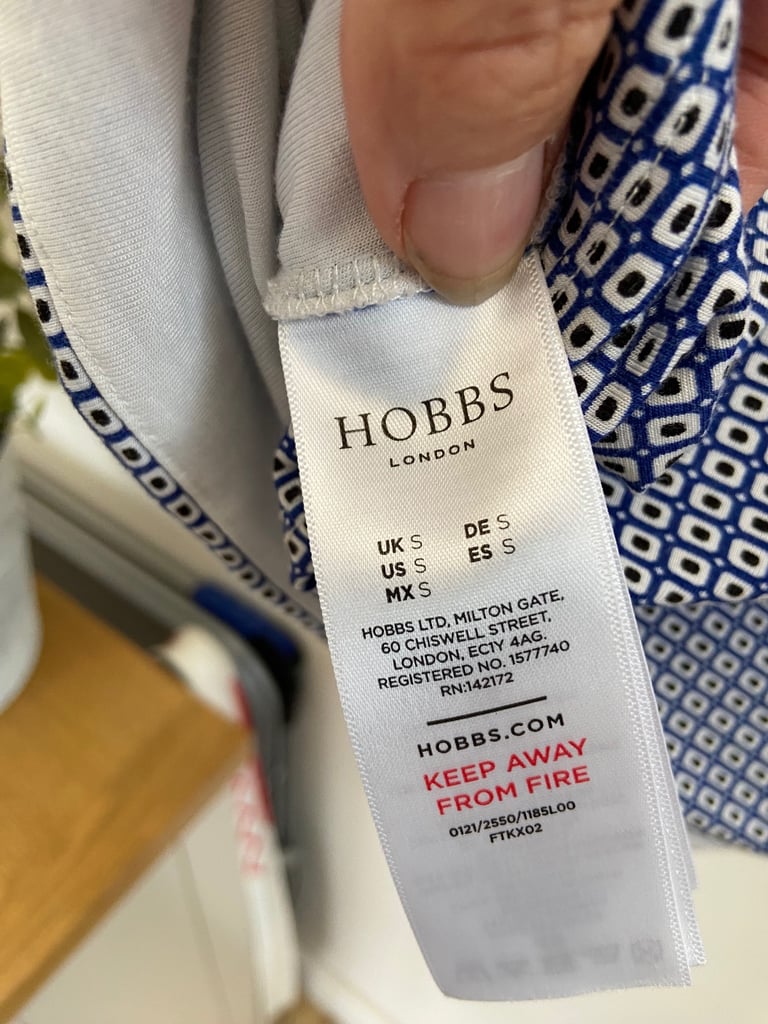 HOBBS
LONDON
UK S DE S
US S ES S
MX S
HOBBS LTD, MILTON GATE,
60 CHISWELL STREET,
LONDON, EC1Y 4AG.
REGISTERED NO. 1577740
RN:142172
HOBBS.COM
KEEP AWAY
FROM FIRE
0121/2550/1185L00
FTKX02